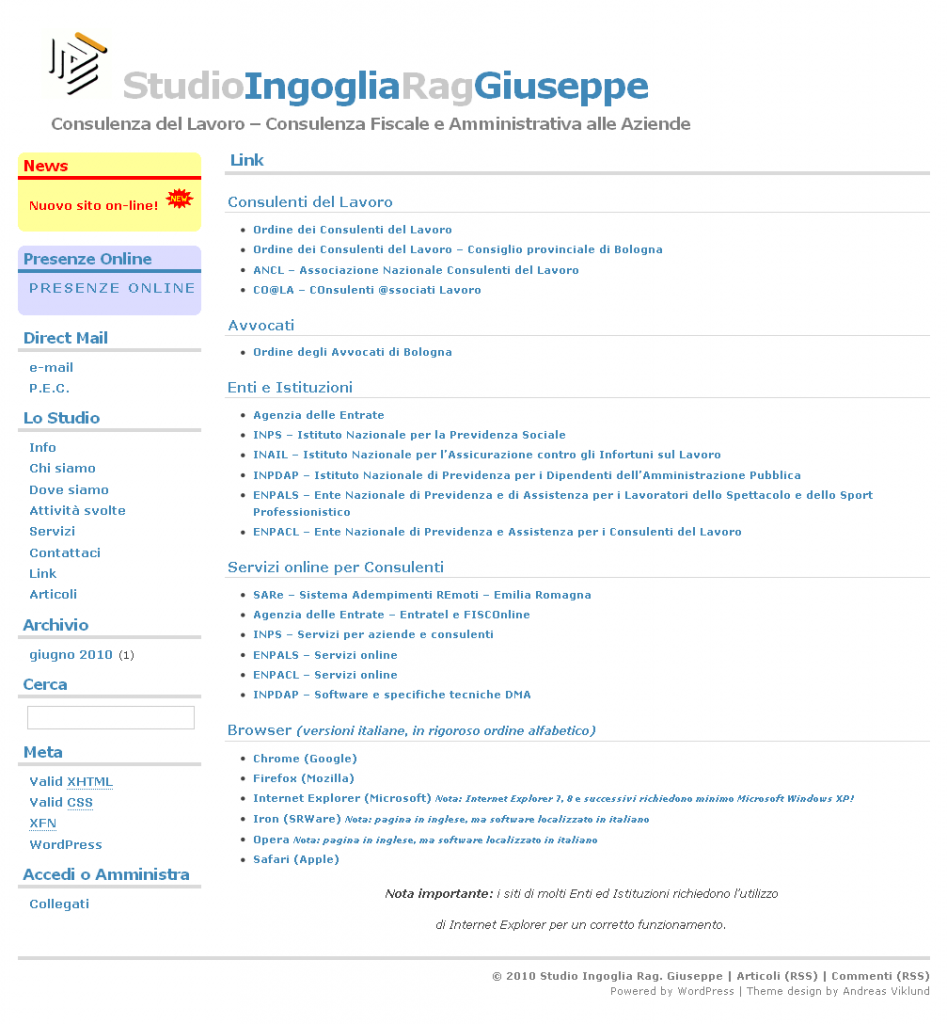 StudioIngogliaRagGiuseppe
Consulenza del Lavoro – Consulenza Fiscale e Amministrativa alle Aziende
News
Nuovo sito on-line! NEW
Presenze Online
PRESENZE ONLINE
Direct Mail
e-mail
P.E.C.
Lo Studio
Info
Chi siamo
Dove siamo
Attività svolte
Servizi
Contattaci
Link
Articoli
Archivio
giugno 2010 (1)
Cerca
Meta
Valid XHTML
Valid CSS
XFN
WordPress
Accedi o Amministra
Collegati
Link
Consulenti del Lavoro
• Ordine dei Consulenti del Lavoro
• Ordine dei Consulenti del Lavoro – Consiglio provinciale di Bologna
• ANCL – Associazione Nazionale Consulenti del Lavoro
• CO@LA – COnsulenti @ssociati Lavoro
Avvocati
• Ordine degli Avvocati di Bologna
Enti e Istituzioni
• Agenzia delle Entrate
• INPS – Istituto Nazionale per la Previdenza Sociale
• INAIL – Istituto Nazionale per l’Assicurazione contro gli Infortuni sul Lavoro
• INPDAP – Istituto Nazionale di Previdenza per i Dipendenti dell’Amministrazione Pubblica
• ENPALS – Ente Nazionale di Previdenza e di Assistenza per i Lavoratori dello Spettacolo e dello Sport
Professionistico
• ENPACL – Ente Nazionale di Previdenza e Assistenza per i Consulenti del Lavoro
Servizi online per Consulenti
• SARe – Sistema Adempimenti REmoti – Emilia Romagna
• Agenzia delle Entrate – Entratel e FISCOnline
• INPS – Servizi per aziende e consulenti
• ENPALS – Servizi online
• ENPACL – Servizi online
• INPDAP – Software e specifiche tecniche DMA
Browser (versioni italiane, in rigoroso ordine alfabetico)
• Chrome (Google)
• Firefox (Mozilla)
• Internet Explorer (Microsoft) Nota: Internet Explorer 7, 8 e successivi richiedono minimo Microsoft Windows XP!
• Iron (SRWare) Nota: pagina in inglese, ma software localizzato in italiano
• Opera Nota: pagina in inglese, ma software localizzato in italiano
• Safari (Apple)
Nota importante: i siti di molti Enti ed Istituzioni richiedono l’utilizzo
di Internet Explorer per un corretto funzionamento.
© 2010 Studio Ingoglia Rag. Giuseppe | Articoli (RSS) | Commenti (RSS)
Powered by WordPress | Theme design by Andreas Viklund